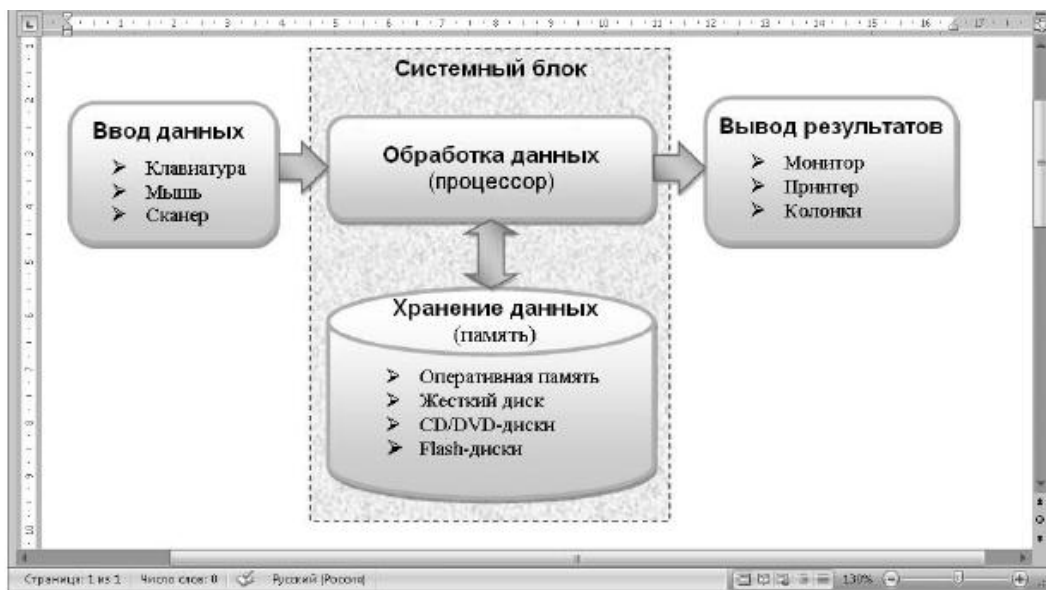 Системный блок
Ввод данных
Клавиатура
Мышь
Сканер
Обработка данных
(процессор)
Вывод результатов
Монитор
Принтер
Колонки
Хранение данных
(память)
Оперативная память
Жесткий диск
CD/DVD-диски
Flash-диски
Страница: 1 из 1 Число слов: 0 Русский 130%